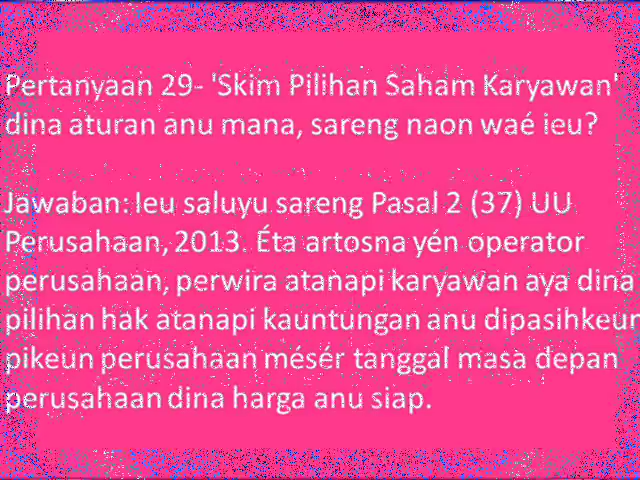 Pertanyaan 29- 'Skim Pilihan Saham Karyawan'
dina aturan anu mana, sareng naon waé ieu?
Jawaban: Ieu saluyu sareng Pasal 2 (37) UU
Perusahaan, 2013. Éta artosna yén operator
perusahaan, perwira atanapi karyawan aya dina
pilihan hak atanapi kauntungan anu dipasihkeun
pikeun perusahaan mésér tanggal masa depan
perusahaan dina harga anu siap.